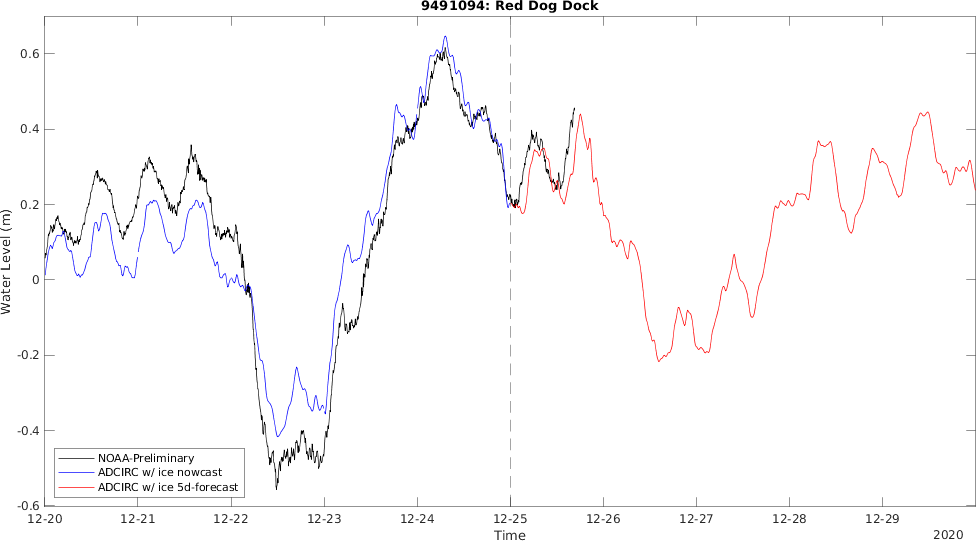 9491094: Red Dog Dock
Water Level (m)
0.6
0.4
0.2
0
-0.2
-0.4
-0.6
NOAA-Preliminary
ADCIRC w/ ice nowcast
ADCIRC w/ ice 5d-forecast
12-20 12-21 12-22 12-23 12-24 12-25 12-26 12-27 12-28 12-29
Time
2020